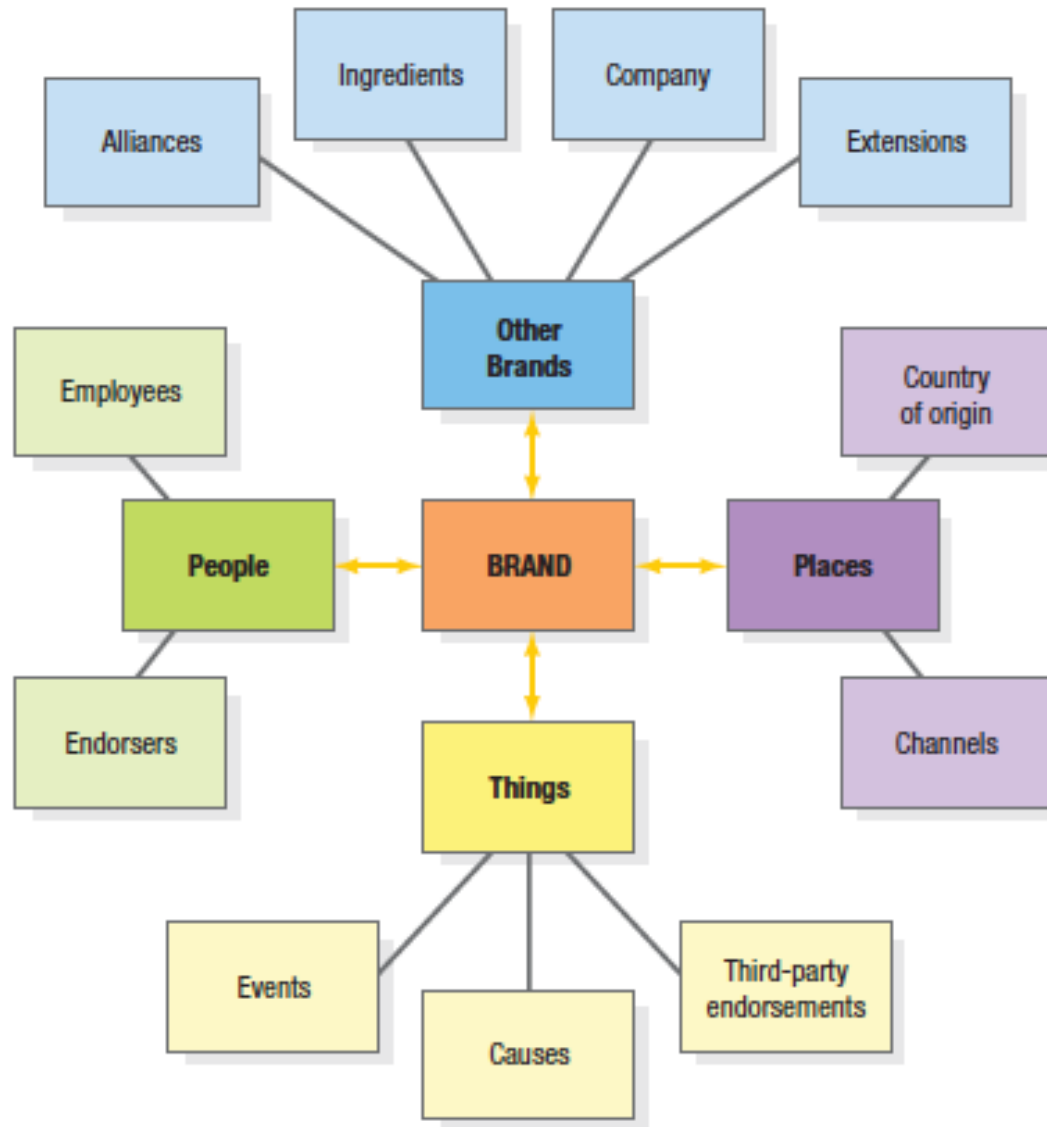 Ingredients
Company
Alliances
Extensions
Other
Brands
Employees
Country
of origin
People
BRAND
Places
Endorsers
Channels
Things
Events
Third-party
endorsements
Causes